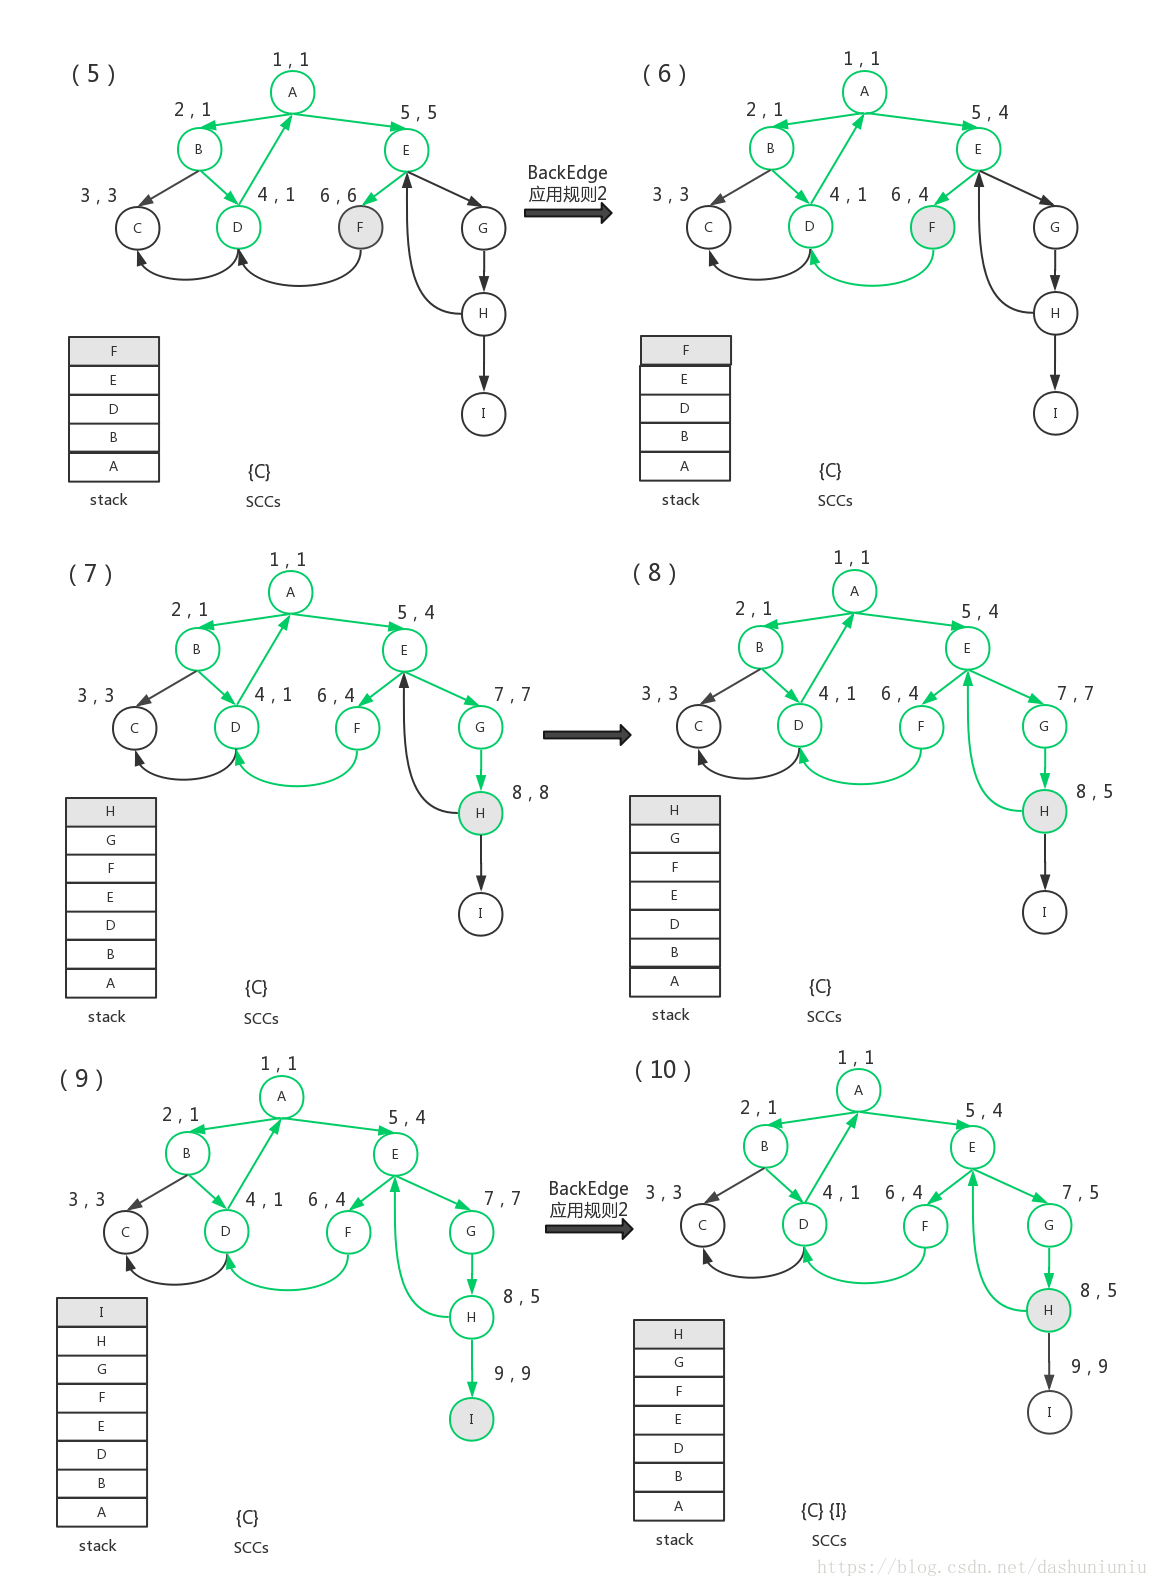 ( 5 )
1 , 1
A
2 , 1
5 , 5
B
E
3 , 3
4 , 1
6 , 6
C
D
F
G
H
I
F
E
D
B
A
stack
{C}
SCCs
BackEdge
应用规则2
( 6 )
1 , 1
A
2 , 1
5 , 4
B
E
3 , 3
4 , 1
6 , 4
C
D
F
G
H
I
F
E
D
B
A
stack
{C}
SCCs
( 7 )
1 , 1
A
2 , 1
5 , 4
B
E
3 , 3
4 , 1
6 , 4
7 , 7
C
D
F
G
8 , 8
H
I
H
G
F
E
D
B
A
stack
{C}
SCCs
( 8 )
1 , 1
A
2 , 1
5 , 4
B
E
3 , 3
4 , 1
6 , 4
7 , 7
C
D
F
G
8 , 5
H
I
H
G
F
E
D
B
A
stack
{C}
SCCs
( 9 )
1 , 1
A
2 , 1
5 , 4
B
E
3 , 3
4 , 1
6 , 4
7 , 7
C
D
F
G
8 , 5
H
9 , 9
I
I
H
G
F
E
D
B
A
stack
{C}
SCCs
BackEdge
应用规则2
( 10 )
1 , 1
A
2 , 1
5 , 4
B
E
3 , 3
4 , 1
6 , 4
7 , 5
C
D
F
G
8 , 5
H
9 , 9
I
H
G
F
E
D
B
A
stack
{C} {I}
SCCs
https://blog.csdn.net/dashuniuniu